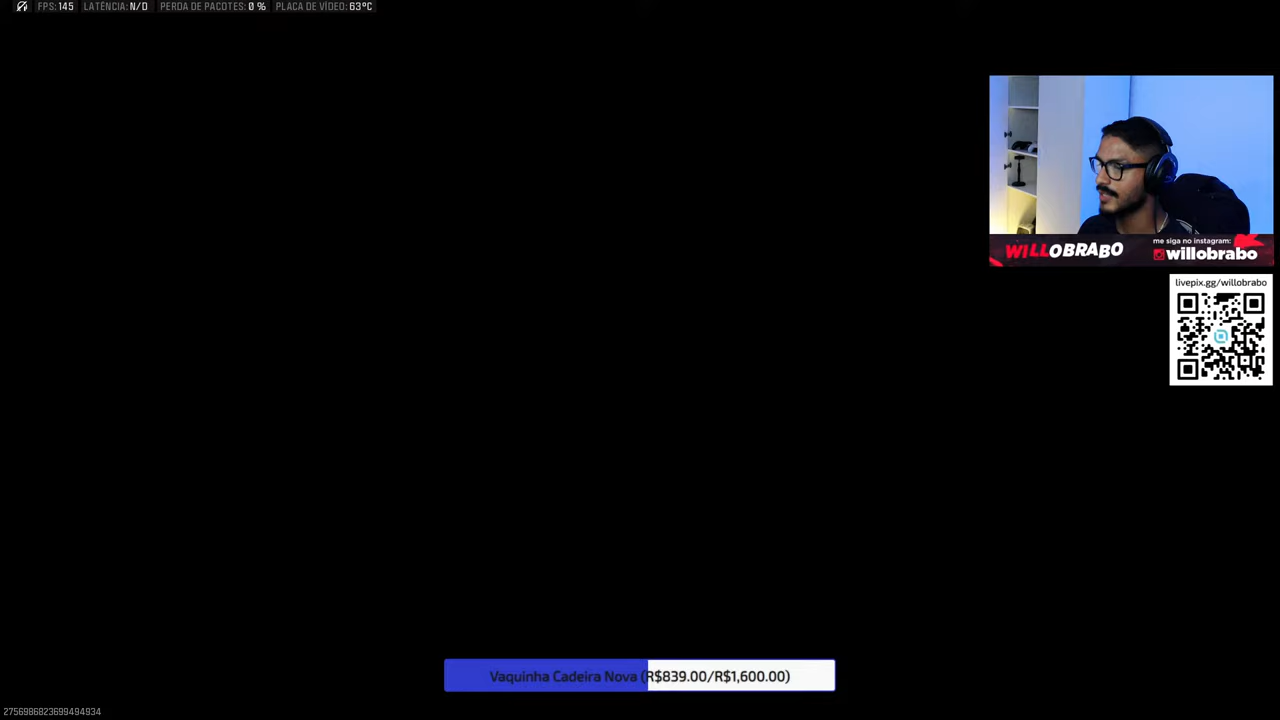 FPS: 145 LATÊNCIA: N/D PERDA DE PACOTES: 0 % PLACA DE VÍDEO: 63°C
WILLOBRABO
me siga no instagram:
willobrabo
livepix.gg/willobrabo
Vaquinha Cadeira Nova (R$839.00/R$1,600.00)
2756986823699494934